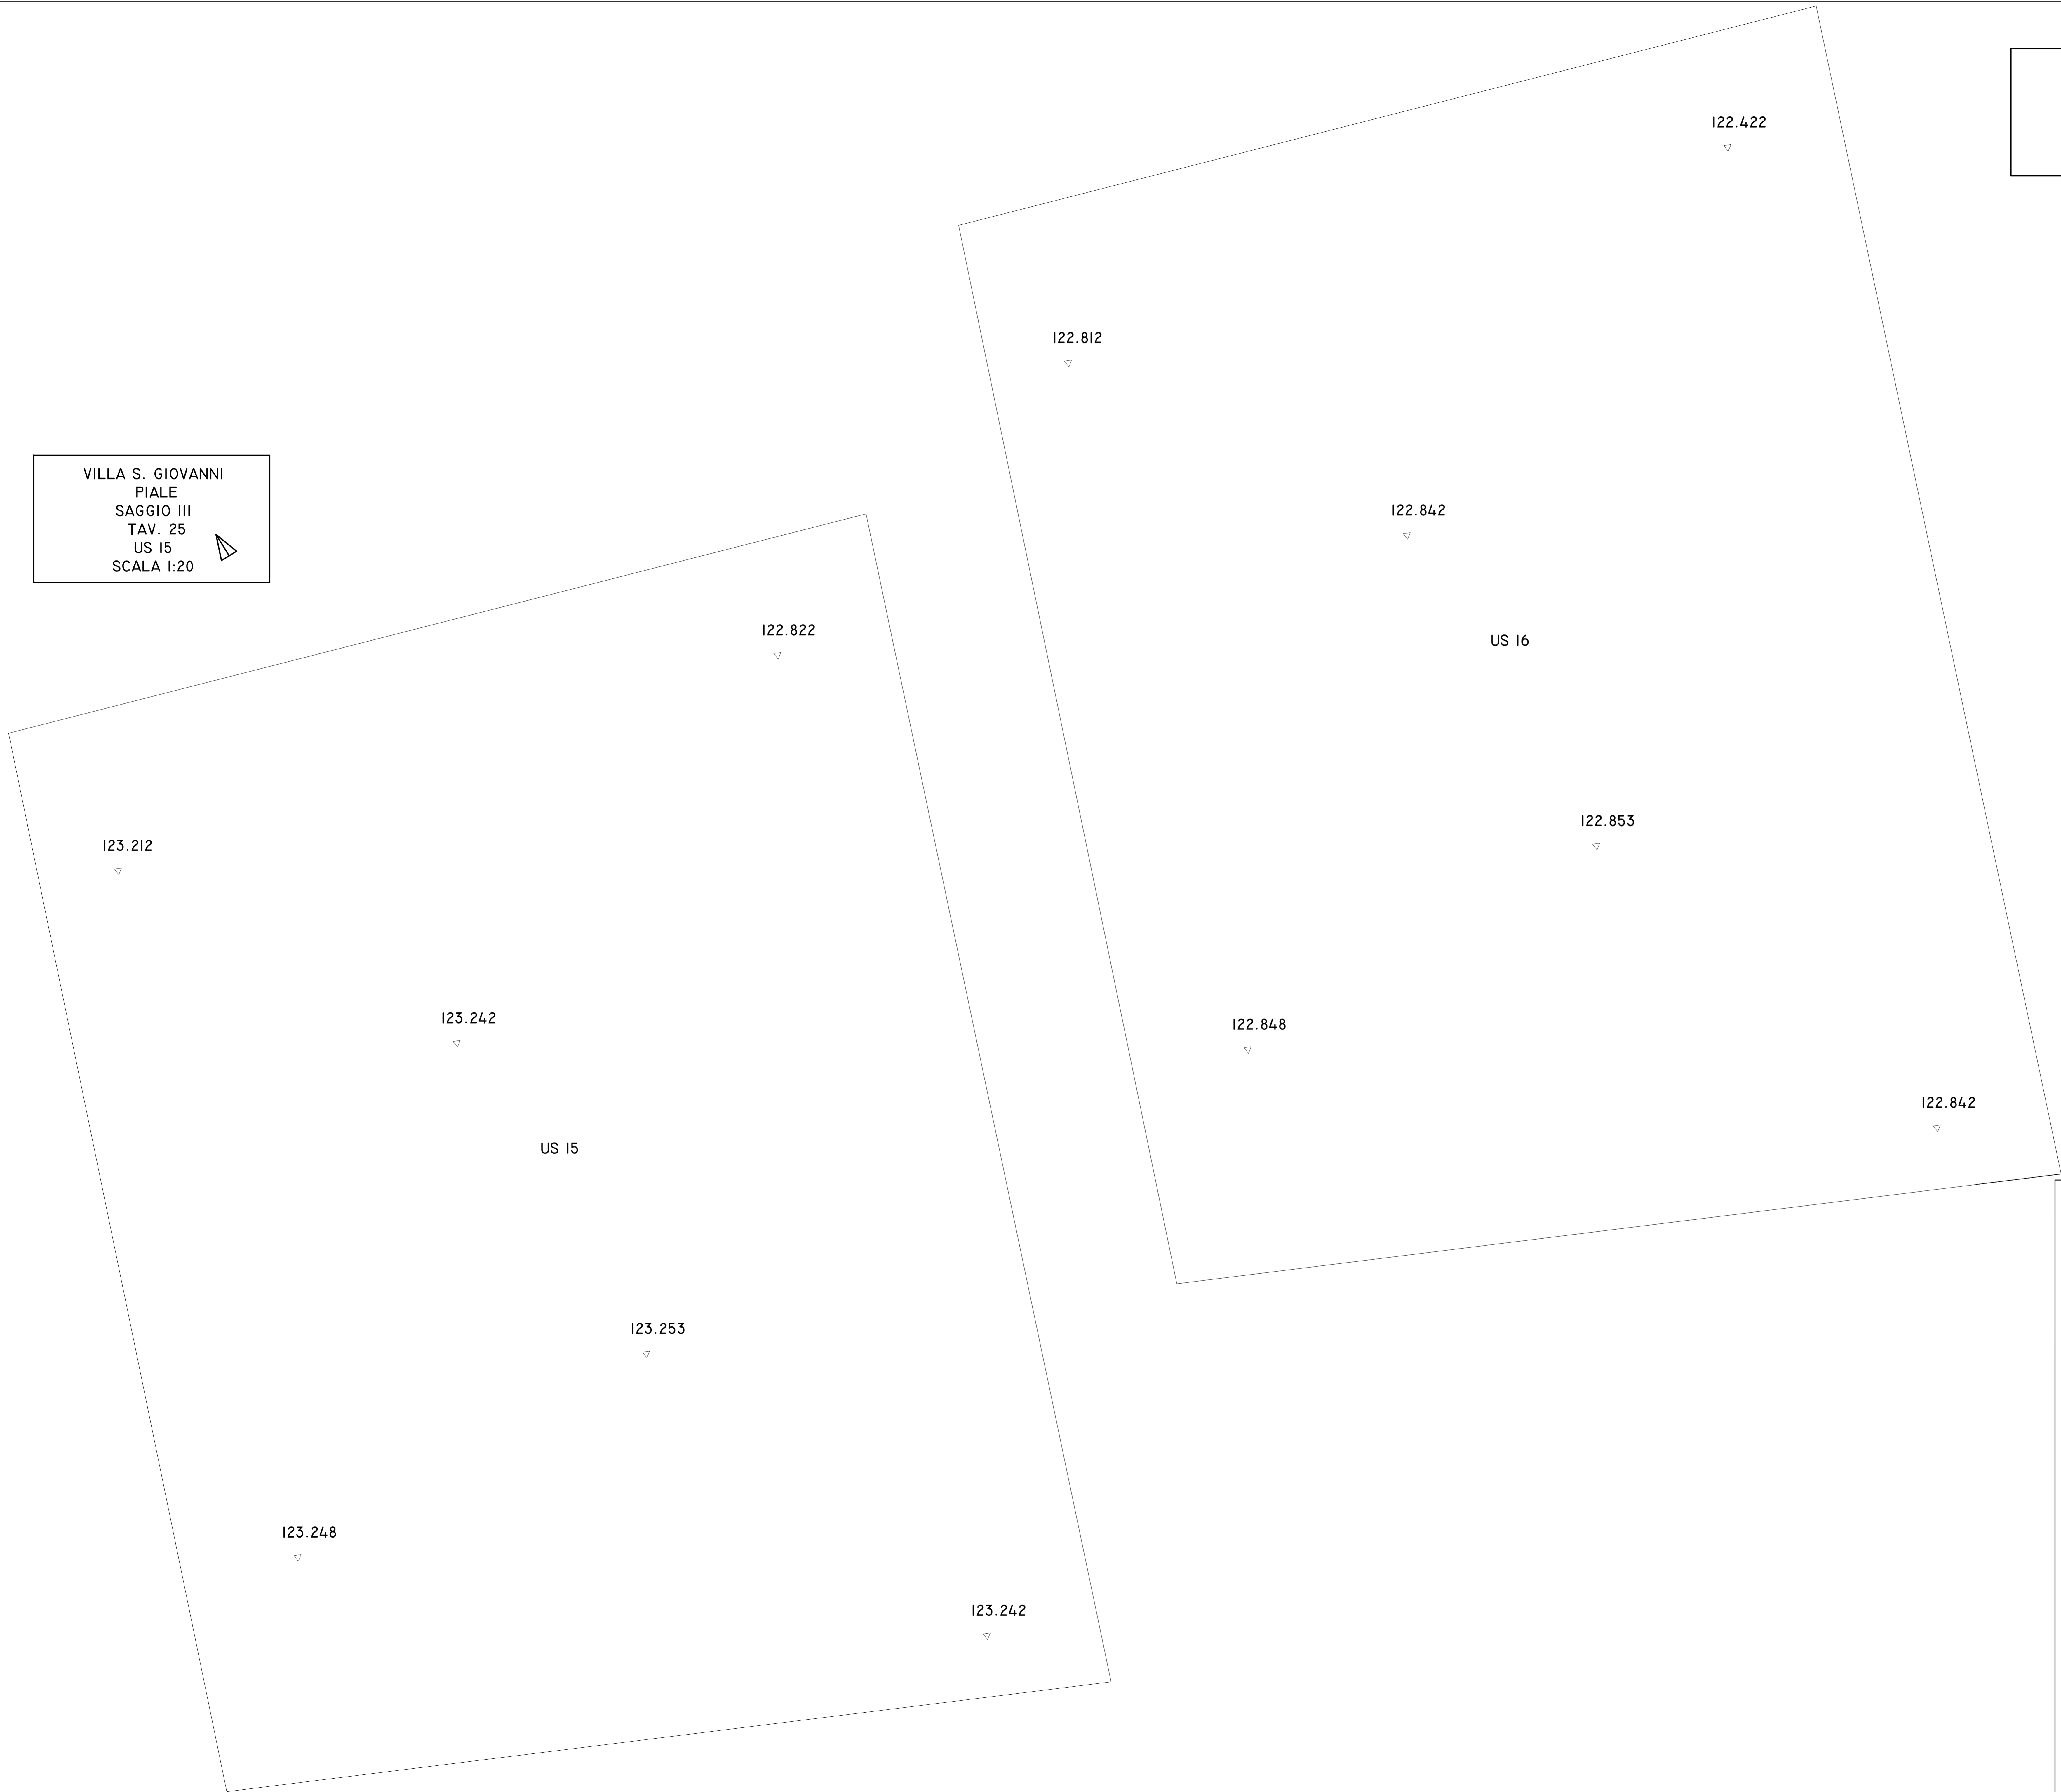 VILLA S. GIOVANNI
PIALE
SAGGIO III
TAV. 25
US 15
SCALA 1:20
122.822
123.212
123.242
US 15
123.253
123.248
123.242
122.422
122.812
122.842
US 16
122.853
122.848
122.842